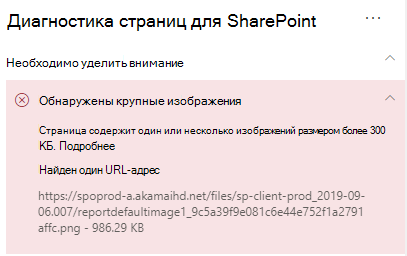 Диагностика страниц для SharePoint
Необходимо уделить внимание
Обнаружены крупные изображения
Страница содержит один или несколько изображений размером более 300
КБ. Подробнее
Найден один URL-адрес
https://spoprod-a.akamaihd.net/files/sp-client-prod_2019-09-
06.007/reportdefaultimage1_9c5a39f9e081c6e44e752f1a2791
affc.png - 986.29 KB